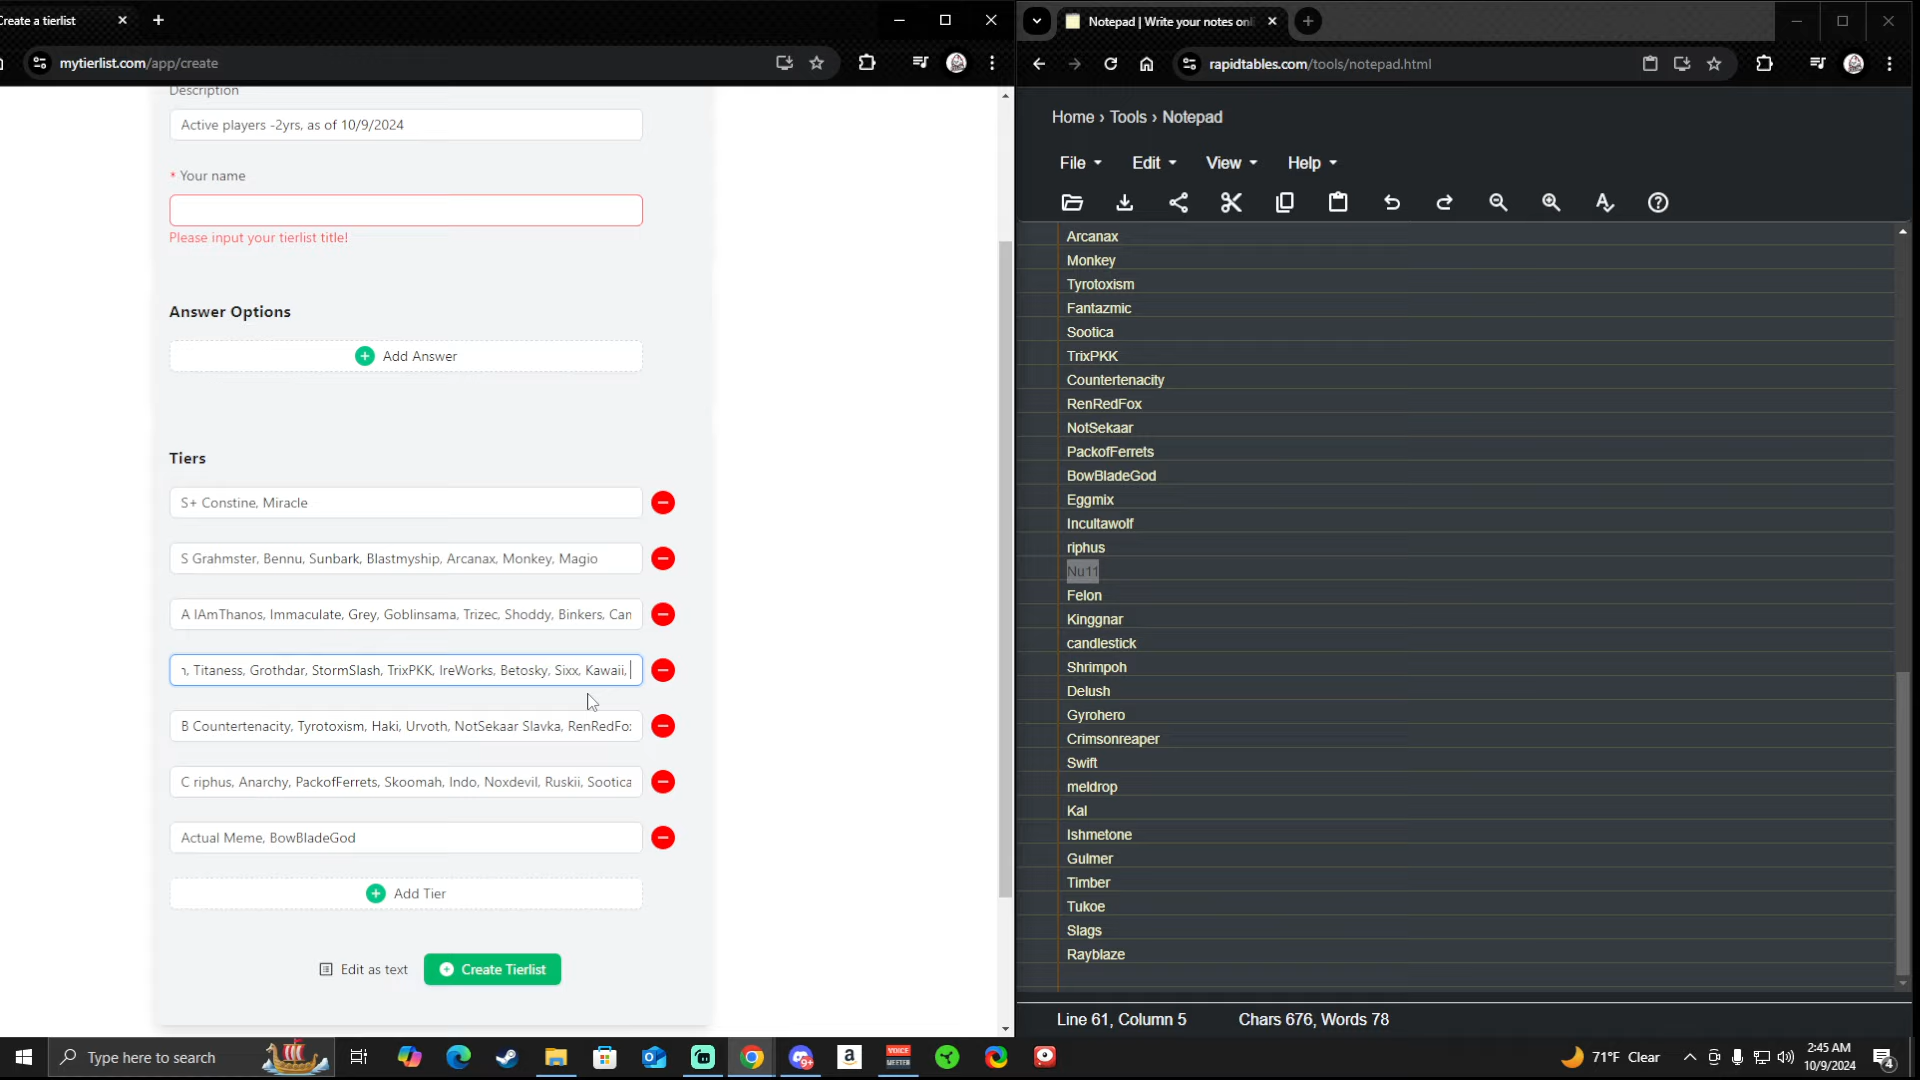 Create a tierlist
mytierlist.com/app/create
Description
Active players -2yrs, as of 10/9/2024
* Your name
Please input your tierlist title!
Answer Options
Add Answer
Tiers
S+ Constine, Miracle
S Grahmster, Bennu, Sunbark, Blastmyship, Arcanax, Monkey, Magio
A IAmThanos, Immaculate, Grey, Goblinsama, Trizec, Shoddy, Binkers, Can
, Titaness, Grothdar, StormSlash, TrixPKK, IreWorks, Betosky, Sixx, Kawaii,
B Countertenacity, Tyrotoxism, Haki, Urvoth, NotSekaar Slavka, RenRedFo
C riphus, Anarchy, PackofFerrets, Skoomah, Indo, Noxdevil, Ruskii, Sootica
Actual Meme, BowBladeGod
Add Tier
Edit as text
Create Tierlist
Notepad | Write your notes onl
rapidtables.com/tools/notepad.html
Home › Tools › Notepad
File Edit View Help
Arcanax
Monkey
Tyrotoxism
Fantazmic
Sootica
TrixPKK
Countertenacity
RenRedFox
NotSekaar
PackofFerrets
BowBladeGod
Eggmix
Incultawolf
riphus
Nu11
Felon
Kinggnar
candlestick
Shrimpoh
Delush
Gyrohero
Crimsonreaper
Swift
meldrop
Kal
Ishmetone
Gulmer
Timber
Tukoe
Slags
Rayblaze
Line 61, Column 5 Chars 676, Words 78
Type here to search
VOICE
MEETER
71°F Clear
2:45 AM
10/9/2024
4